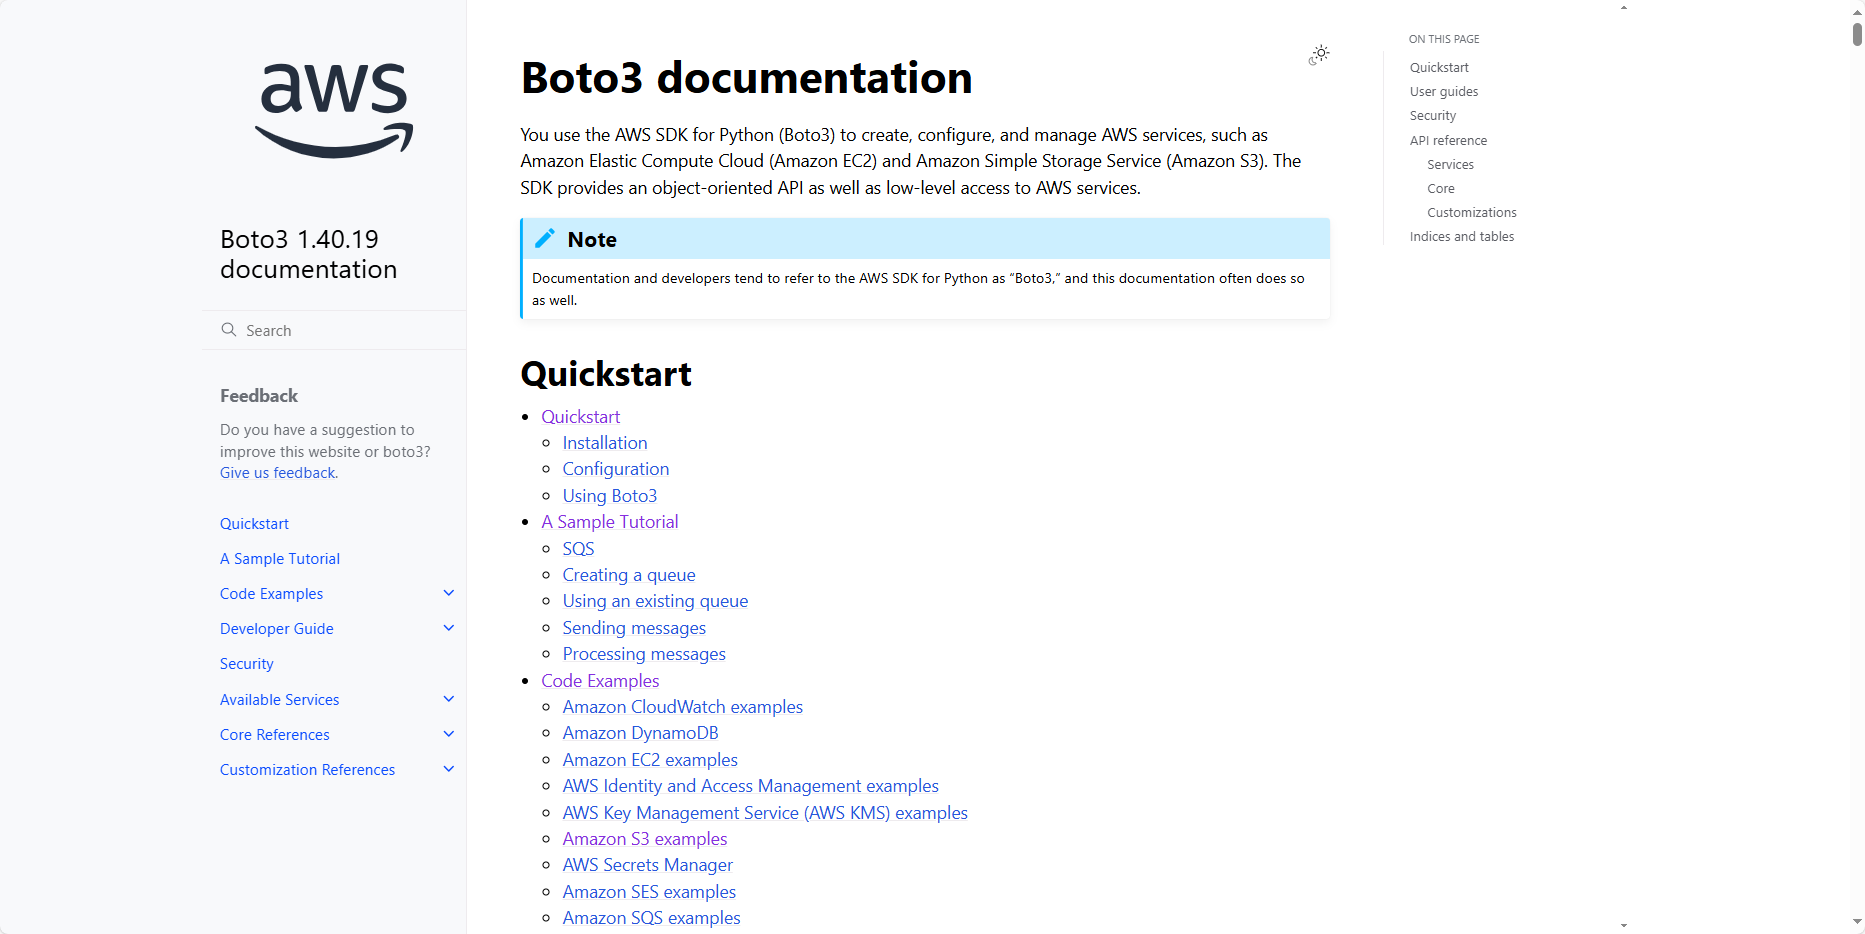 aws
Boto3 1.40.19
documentation
Search
Feedback
Do you have a suggestion to
improve this website or boto3?
Give us feedback.
Quickstart
A Sample Tutorial
Code Examples
Developer Guide
Security
Available Services
Core References
Customization References
Boto3 documentation
You use the AWS SDK for Python (Boto3) to create, configure, and manage AWS services, such as
Amazon Elastic Compute Cloud (Amazon EC2) and Amazon Simple Storage Service (Amazon S3). The
SDK provides an object-oriented API as well as low-level access to AWS services.
Note
Documentation and developers tend to refer to the AWS SDK for Python as “Boto3,” and this documentation often does so
as well.
Quickstart
Quickstart
Installation
Configuration
Using Boto3
A Sample Tutorial
SQS
Creating a queue
Using an existing queue
Sending messages
Processing messages
Code Examples
Amazon CloudWatch examples
Amazon DynamoDB
Amazon EC2 examples
AWS Identity and Access Management examples
AWS Key Management Service (AWS KMS) examples
Amazon S3 examples
AWS Secrets Manager
Amazon SES examples
Amazon SQS examples
ON THIS PAGE
Quickstart
User guides
Security
API reference
Services
Core
Customizations
Indices and tables